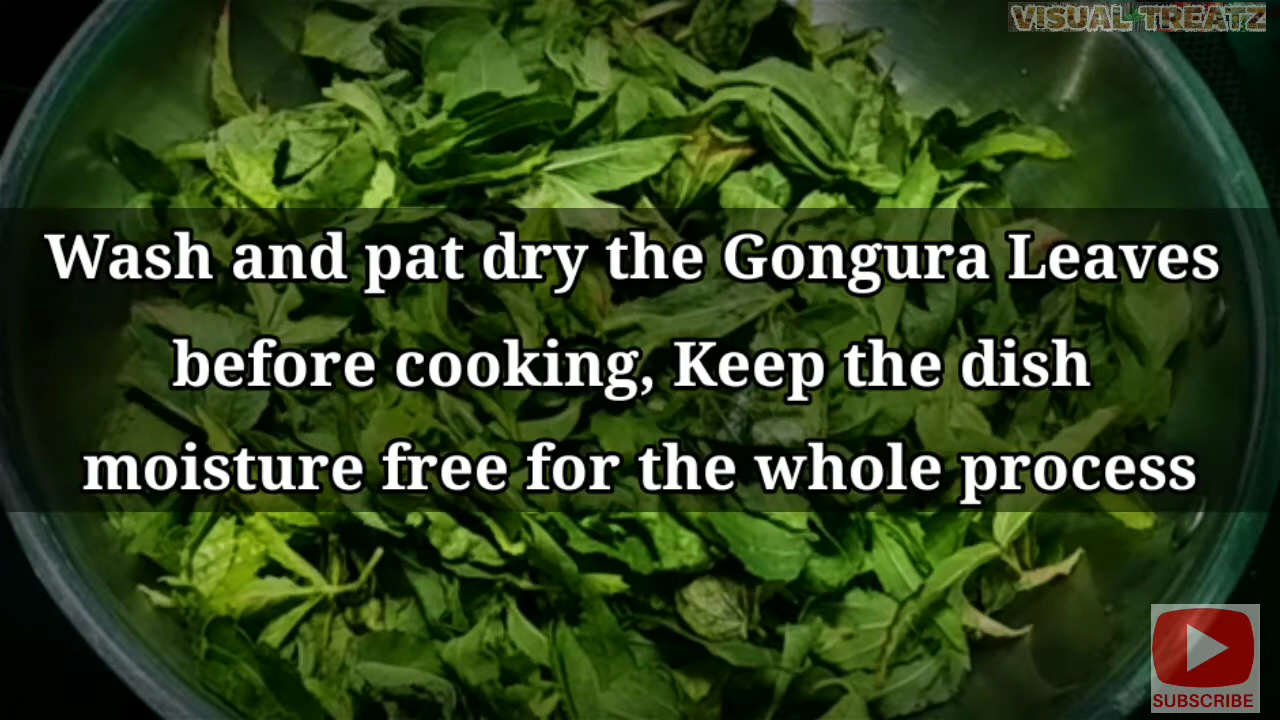 VISUAL TREATZ
Wash and pat dry the Gongura Leaves
before cooking, Keep the dish
moisture free for the whole process
SUBSCRIBE